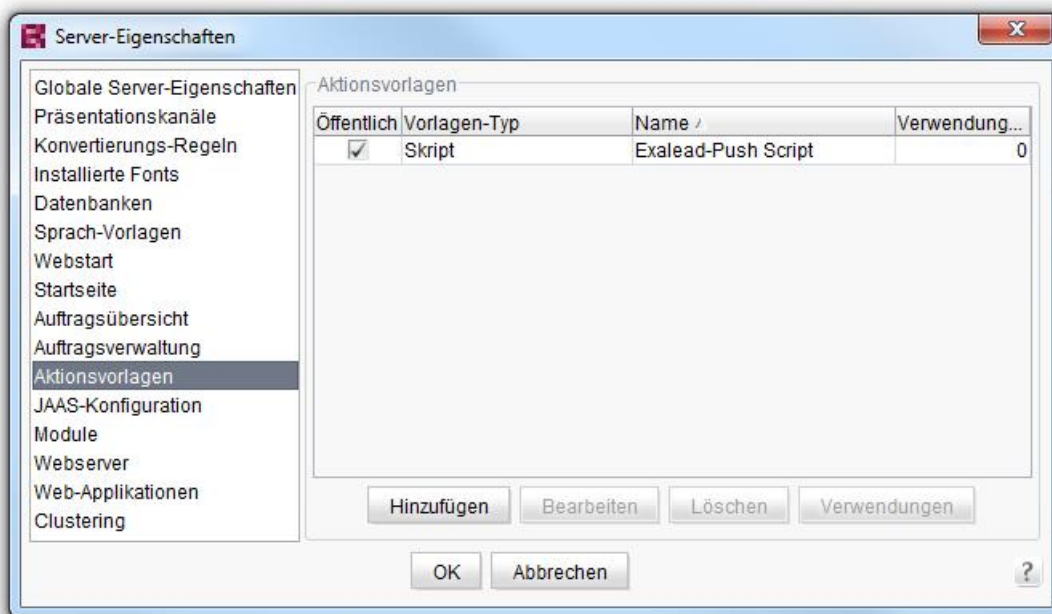 Server-Eigenschaften
Globale Server-Eigenschaften
Präsentationskanäle
Konvertierungs-Regeln
Installierte Fonts
Datenbanken
Sprach-Vorlagen
Webstart
Startseite
Auftragsübersicht
Auftragsverwaltung
Aktionsvorlagen
JAAS-Konfiguration
Module
Webserver
Web-Applikationen
Clustering
Aktionsvorlagen
Öffentlich Vorlagen-Typ Name Verwendung...
Skript Exalead-Push Script 0
Hinzufügen Bearbeiten Löschen Verwendungen
OK Abbrechen ?